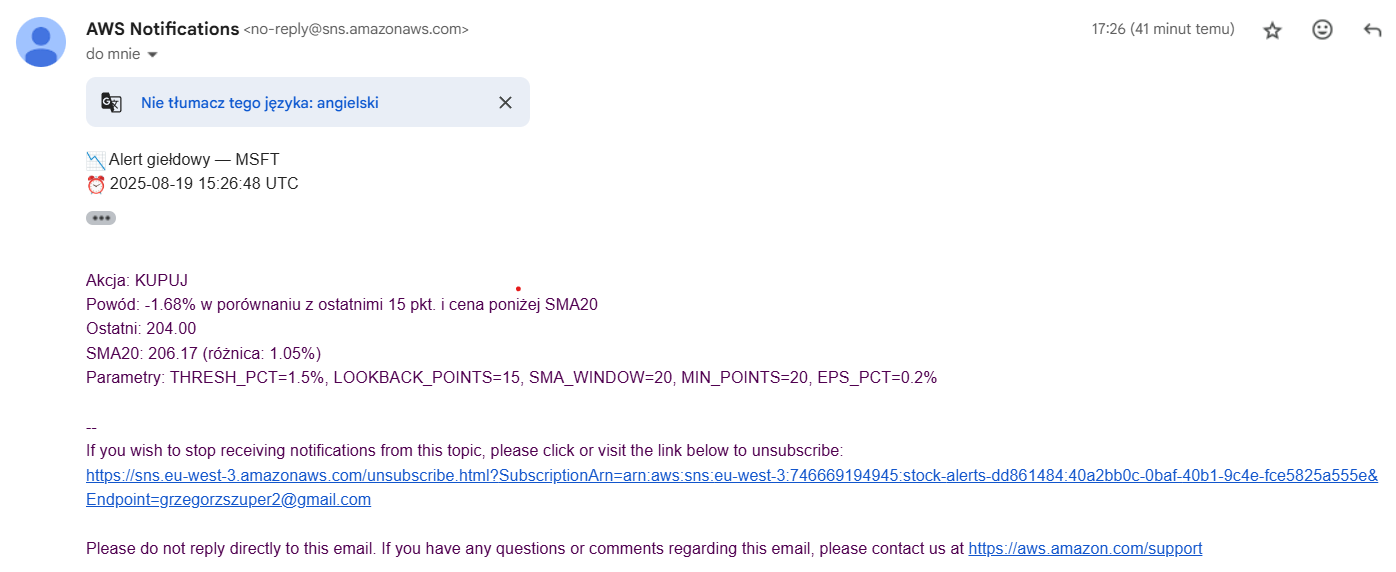 AWS Notifications <no-reply@sns.amazonaws.com>
17:26 (41 minut temu)
do mnie
Nie tłumacz tego języka: angielski
Alert giełdowy — MSFT
2025-08-19 15:26:48 UTC
Akcja: KUPUJ
Powód: -1.68% w porównaniu z ostatnimi 15 pkt. i cena poniżej SMA20
Ostatni: 204.00
SMA20: 206.17 (różnica: 1.05%)
Parametry: THRESH_PCT=1.5%, LOOKBACK_POINTS=15, SMA_WINDOW=20, MIN_POINTS=20, EPS_PCT=0.2%
--
If you wish to stop receiving notifications from this topic, please click or visit the link below to unsubscribe:
https://sns.eu-west-3.amazonaws.com/unsubscribe.html?SubscriptionArn=arn:aws:sns:eu-west-3:746669194945:stock-alerts-dd861484:40a2bb0c-0baf-40b1-9c4e-fce5825a555e&
Endpoint=grzegorzszuper2@gmail.com
Please do not reply directly to this email. If you have any questions or comments regarding this email, please contact us at https://aws.amazon.com/support